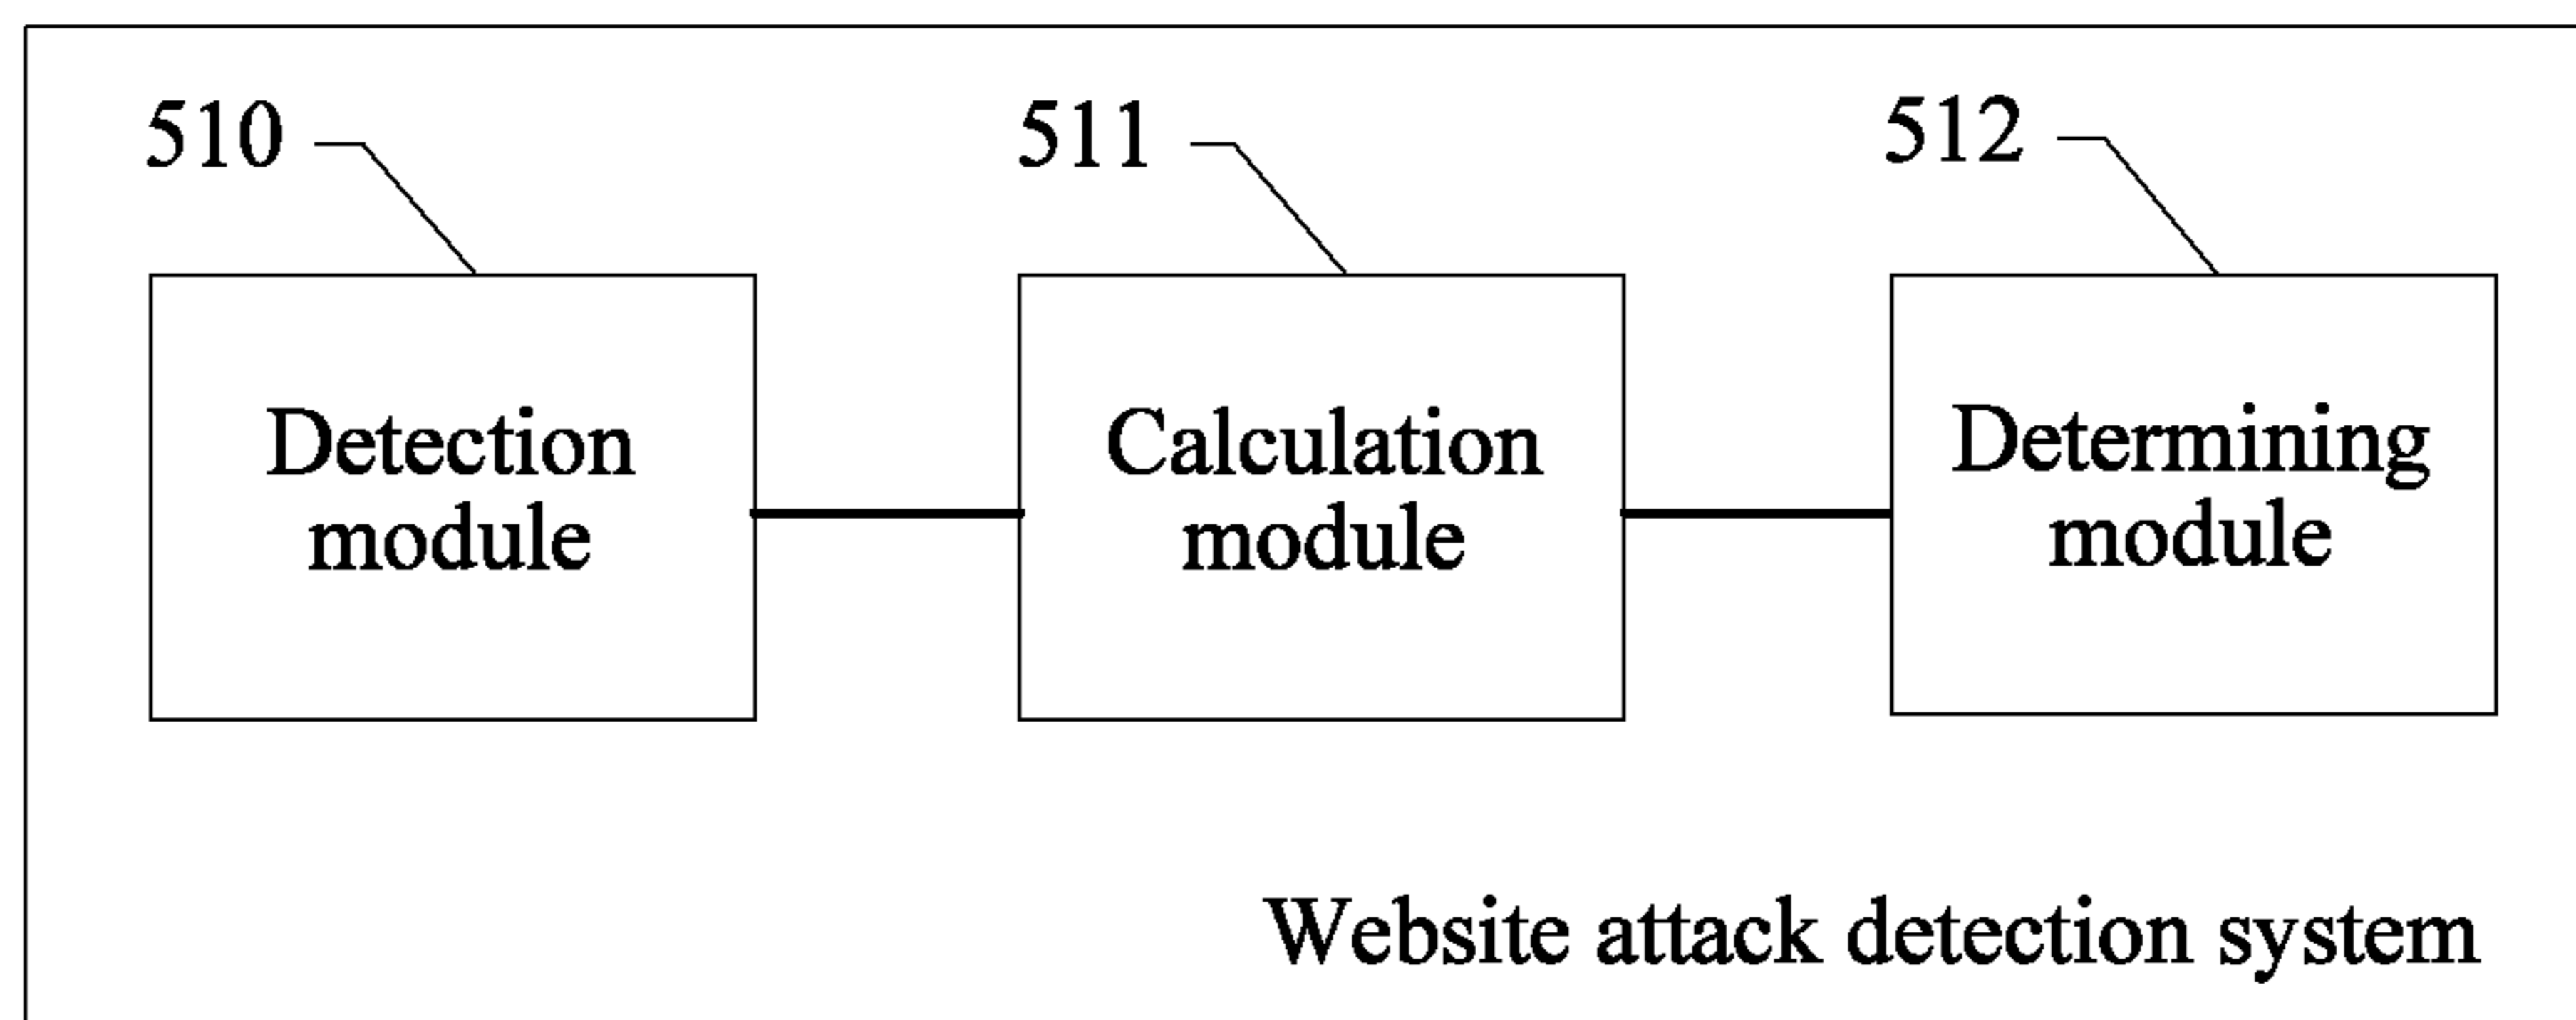 510
511
512
Detection
module
Calculation
module
Determining
module
Website attack detection system